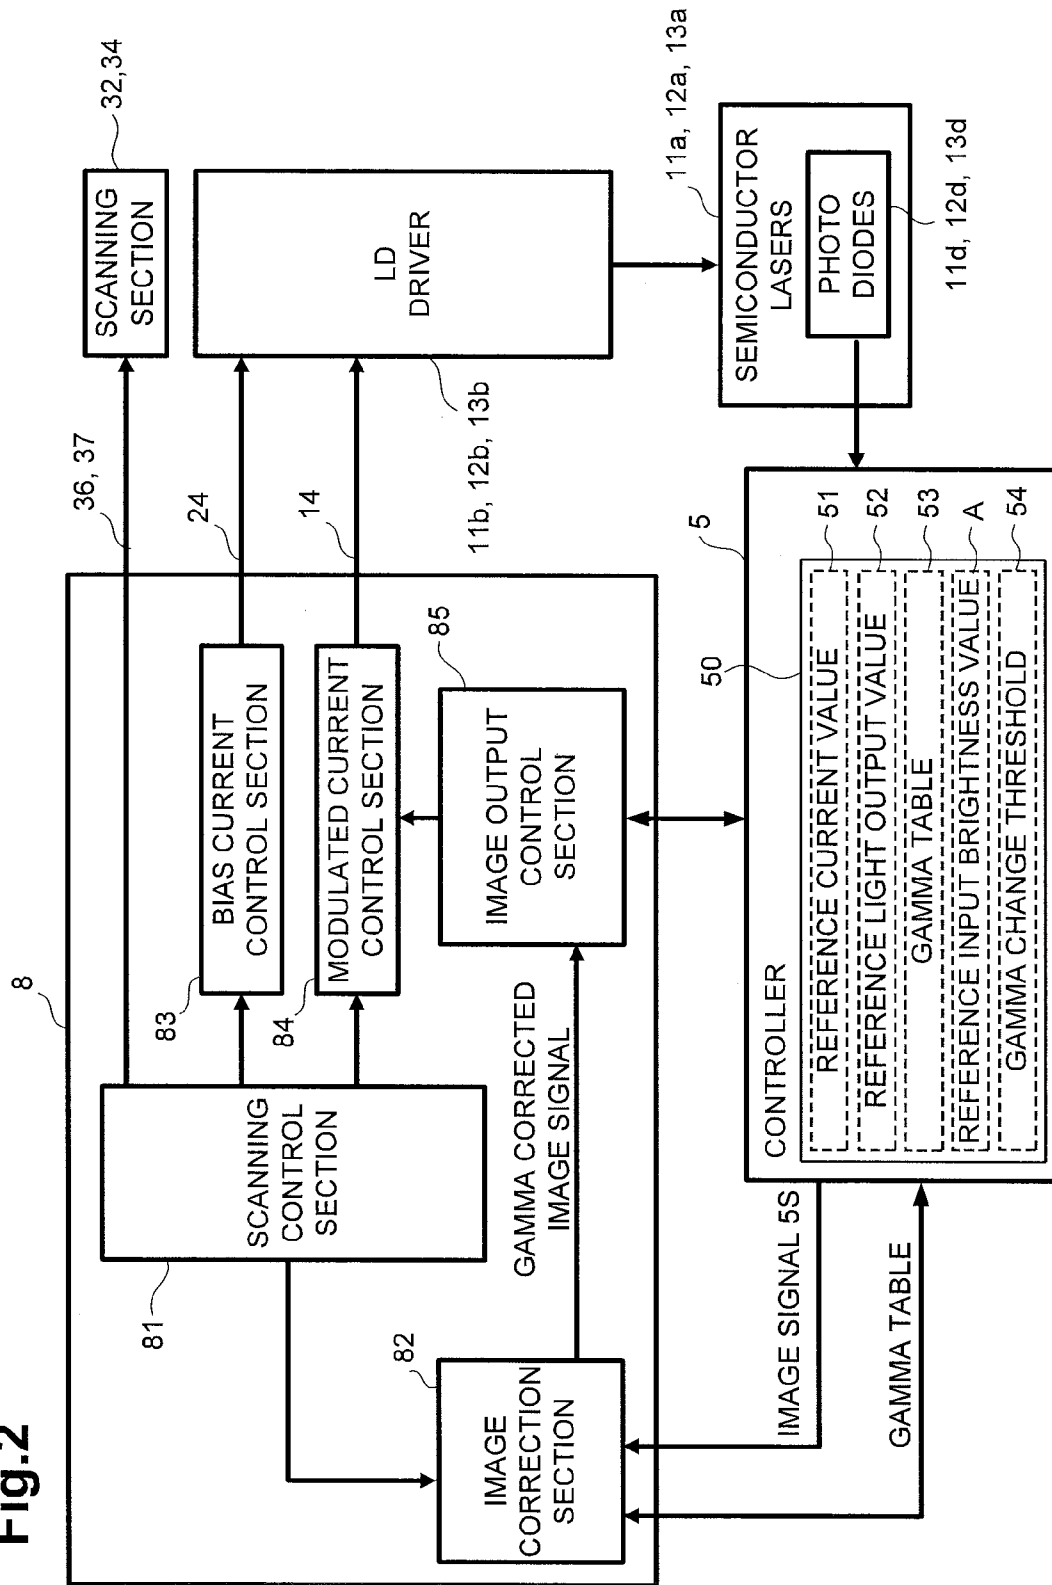 Fig.2
8
36, 37
32,34
SCANNING
SECTION
81
SCANNING
CONTROL
SECTION
83
BIAS CURRENT
CONTROL SECTION
24
84
MODULATED CURRENT
CONTROL SECTION
14
LD
DRIVER
11b, 12b, 13b
82
IMAGE
CORRECTION
SECTION
GAMMA CORRECTED
IMAGE SIGNAL
85
IMAGE OUTPUT
CONTROL
SECTION
11a, 12a, 13a
SEMICONDUCTOR
LASERS
PHOTO
DIODES
11d, 12d, 13d
IMAGE SIGNAL 5S
GAMMA TABLE
5
CONTROLLER
50
REFERENCE CURRENT VALUE
51
REFERENCE LIGHT OUTPUT VALUE
52
GAMMA TABLE
53
REFERENCE INPUT BRIGHTNESS VALUE
A
GAMMA CHANGE THRESHOLD
54